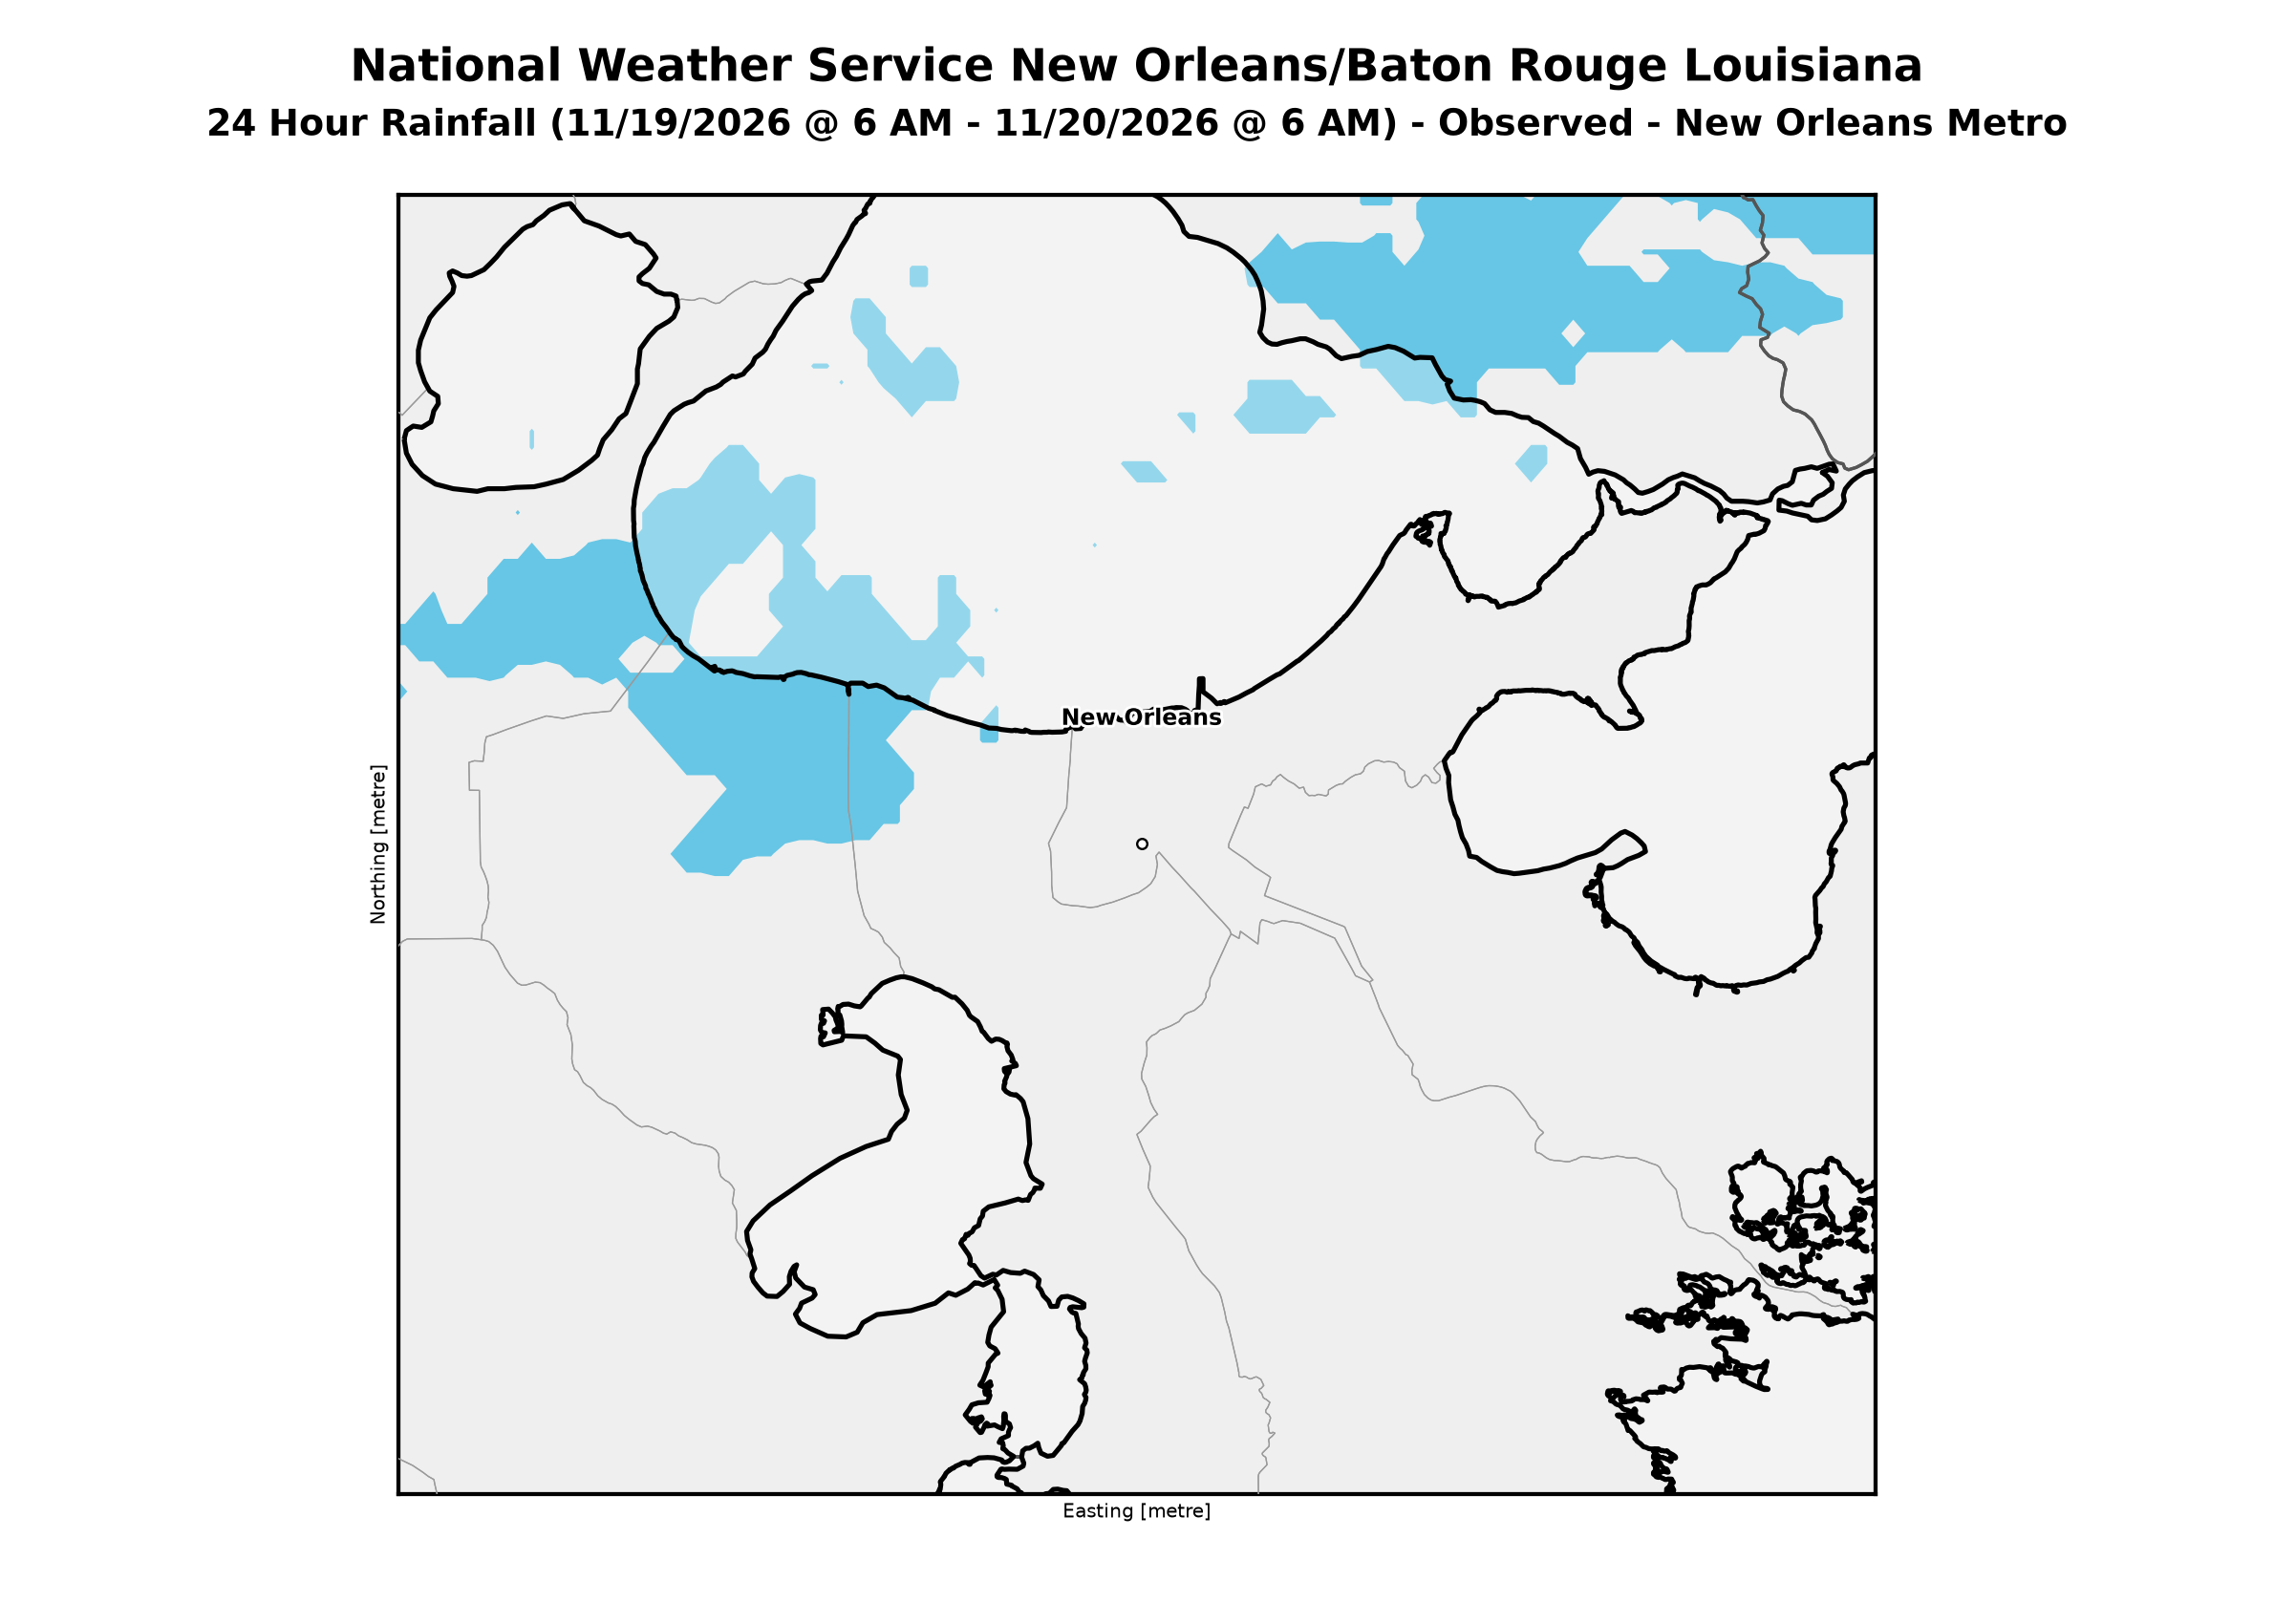 National Weather Service New Orleans/Baton Rouge Louisiana
24 Hour Rainfall (11/19/2026 @ 6 AM - 11/20/2026 @ 6 AM) - Observed - New Orleans Metro
New Orleans
Northing [metre]
Easting [metre]